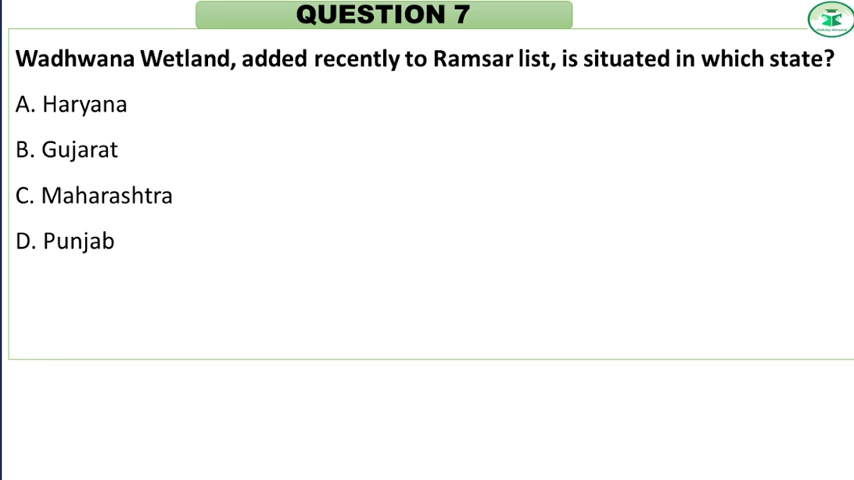 QUESTION 7
Wadhwana Wetland, added recently to Ramsar list, is situated in which state?
A. Haryana
B. Gujarat
C. Maharashtra
D. Punjab